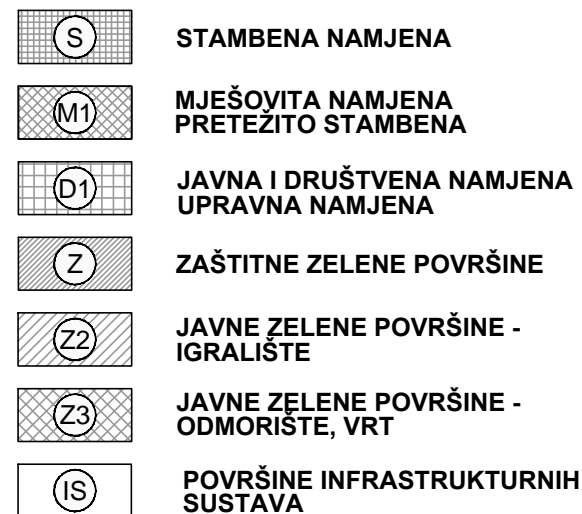 S
STAMBENA NAMJENA
M1
MJEŠOVITA NAMJENA
PRETEŽITO STAMBENA
D1
JAVNA I DRUŠTVENA NAMJENA
UPRAVNA NAMJENA
Z
ZAŠTITNE ZELENE POVRŠINE
Z2
JAVNE ZELENE POVRŠINE -
IGRALIŠTE
Z3
JAVNE ZELENE POVRŠINE -
ODMORIŠTE, VRT
IS
POVRŠINE INFRASTRUKTURNIH
SUSTAVA